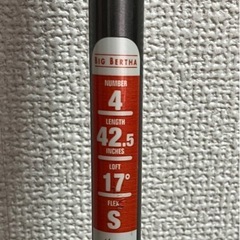 BIG BERTHA
NUMBER
4
LENGTH
42.5
INCHES
LOFT
17°
FLEX
S